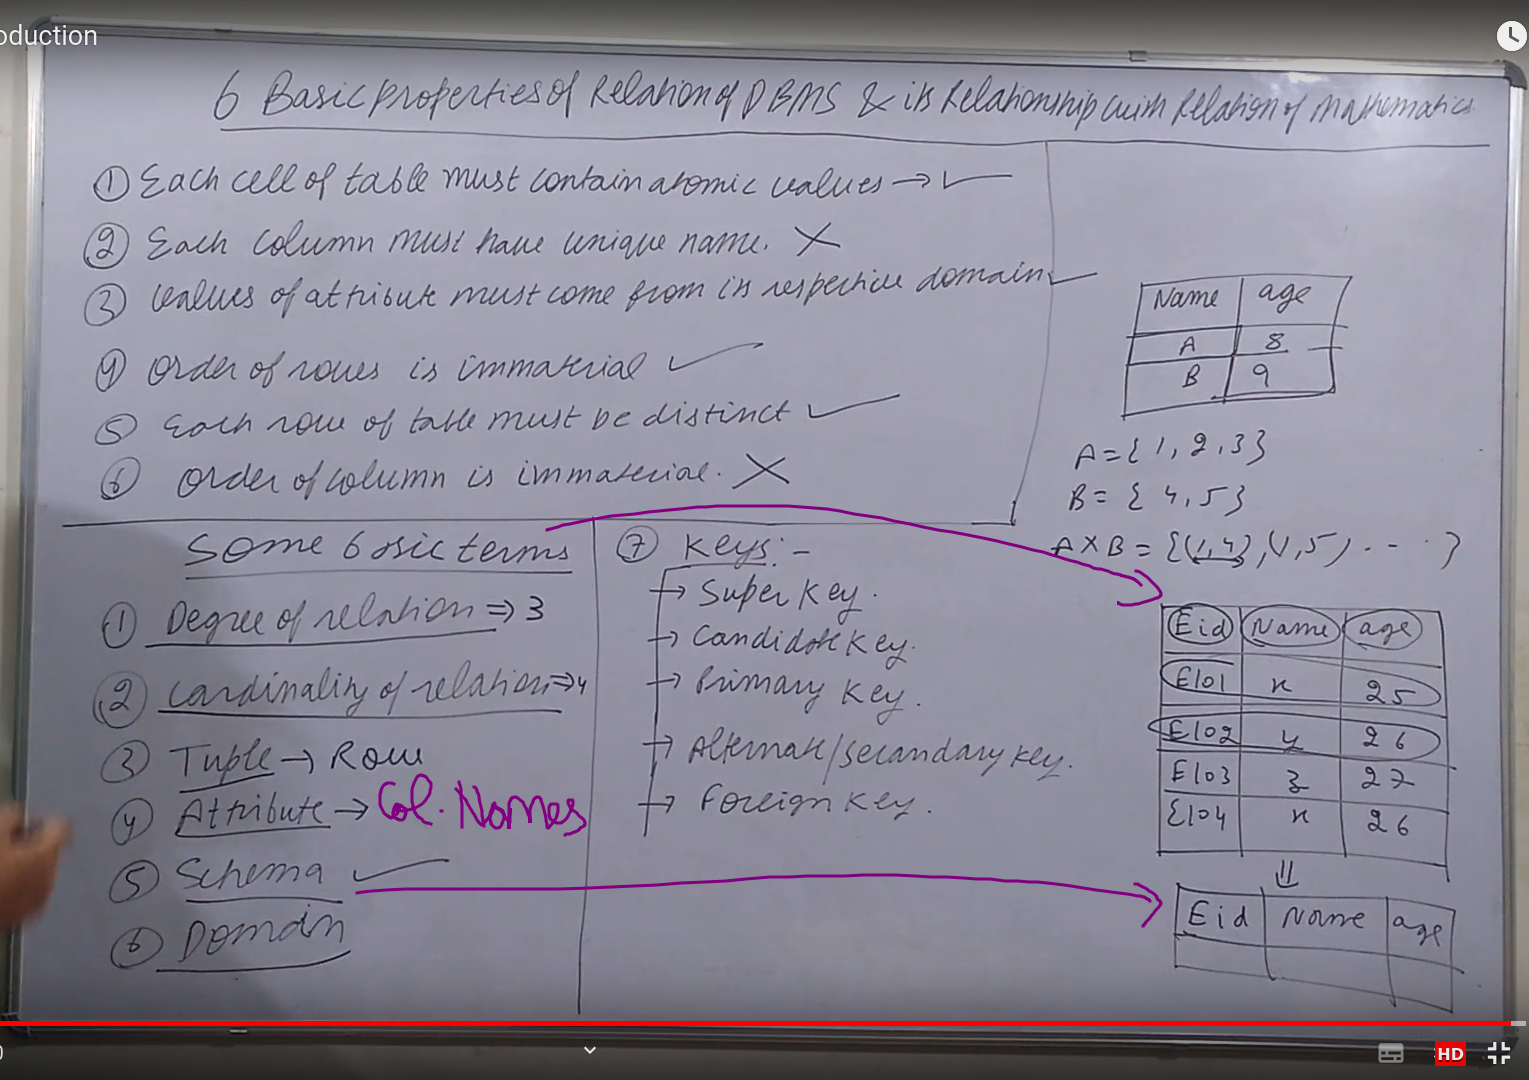 oduction
6 Basic properties of Relation of DBMS & its Relationship with Relation of Mathematics
① Each cell of table must contain atomic values → ✓
② Each column must have unique name. ✗
③ values of attribute must come from its respective domain ✓
④ order of rows is immaterial ✓
⑤ Each row of table must be distinct ✓
⑥ order of column is immaterial. ✗
Name age
A 8
B 9
A = {1, 2, 3}
B = {4, 5}
A × B = {(1,4), (1,5) - - - }
Some basic terms
① Degree of relation ⇒ 3
② cardinality of relation ⇒ 4
③ Tuple → Row
④ Attribute → Col. Names
⑤ Schema ✓
⑥ Domain
⑦ Keys :-
→ Super Key.
→ Candidate Key.
→ Primary Key.
→ Alternate/secondary key.
→ Foreign Key.
Eid Name age
E101 x 25
E102 y 26
E103 z 27
E104 x 26
Eid Name age
HD